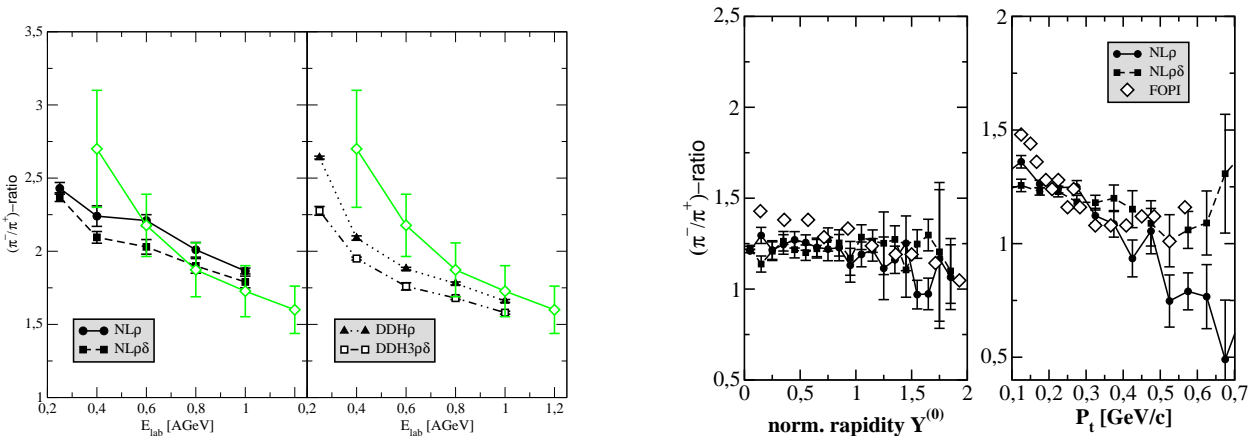 3,5
3
2,5
2
1,5
1
(π⁻/π⁺)−ratio
0,2 0,4 0,6 0,8 1 0,2 0,4 0,6 0,8 1 1,2
E_lab [AGeV] E_lab [AGeV]
NLρ
NLρδ
DDHρ
DDH3ρδ
2,5
2
1,5
1
0,5
(π⁻/π⁺)−ratio
0 0,5 1 1,5 2
norm. rapidity Y⁽⁰⁾
2
1,5
1
0,5
NLρ
NLρδ
FOPI
0,1 0,2 0,3 0,4 0,5 0,6 0,7
P_t [GeV/c]